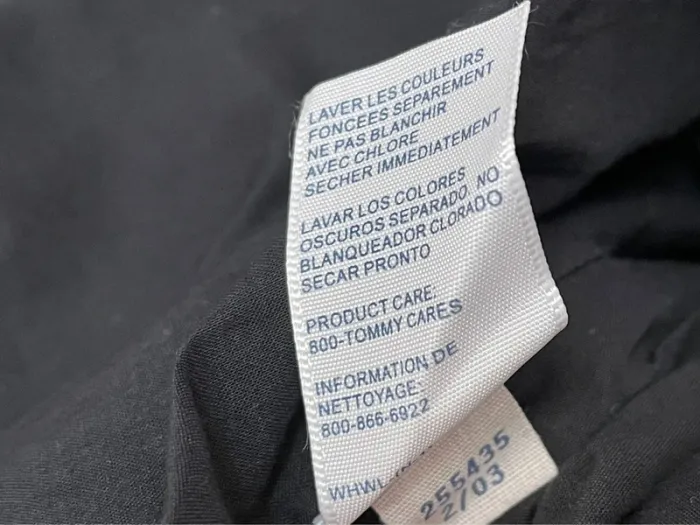 LAVER LES COULEURS
FONCEES SEPAREMENT
NE PAS BLANCHIR
AVEC CHLORE
SECHER IMMEDIATEMENT
LAVAR LOS COLORES
OSCUROS SEPARADO. NO
BLANQUEADOR CLORADO
SECAR PRONTO
PRODUCT CARE:
800-TOMMY CARES
INFORMATION DE
NETTOYAGE:
800-866-6922
255435
2/03